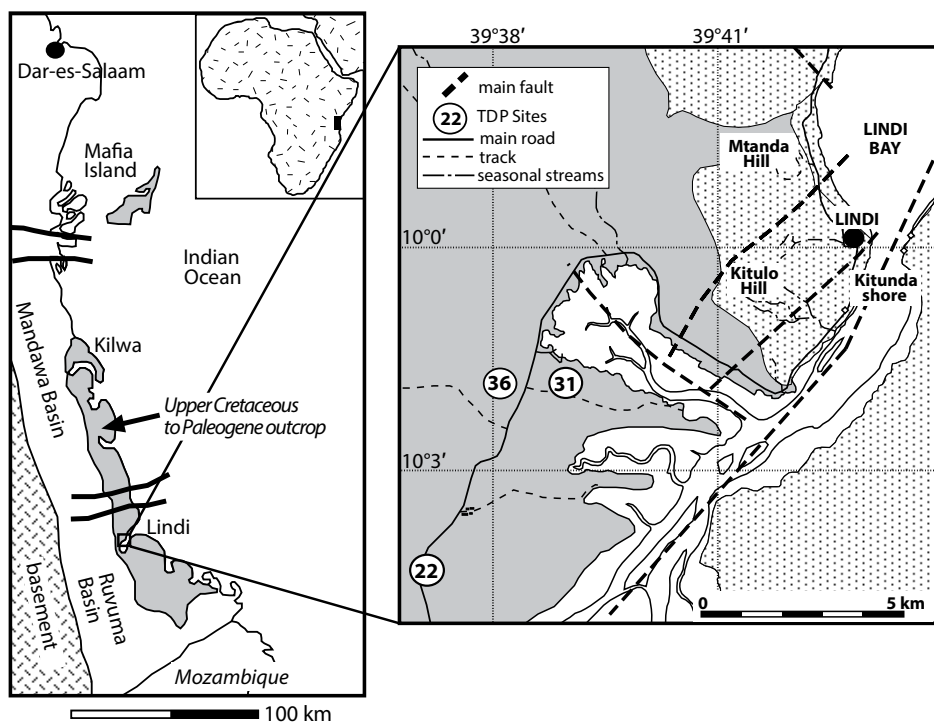 Dar-es-Salaam
Mafia
Island
Indian
Ocean
Mandawa Basin
Kilwa
Upper Cretaceous
to Paleogene outcrop
Lindi
Ruvuma
Basin
basement
Mozambique
100 km
39°38′
39°41′
main fault
22
TDP Sites
main road
track
seasonal streams
LINDI
BAY
Mtanda
Hill
LINDI
10°0′
Kitulo
Hill
Kitunda
shore
36
31
10°3′
22
0
5 km